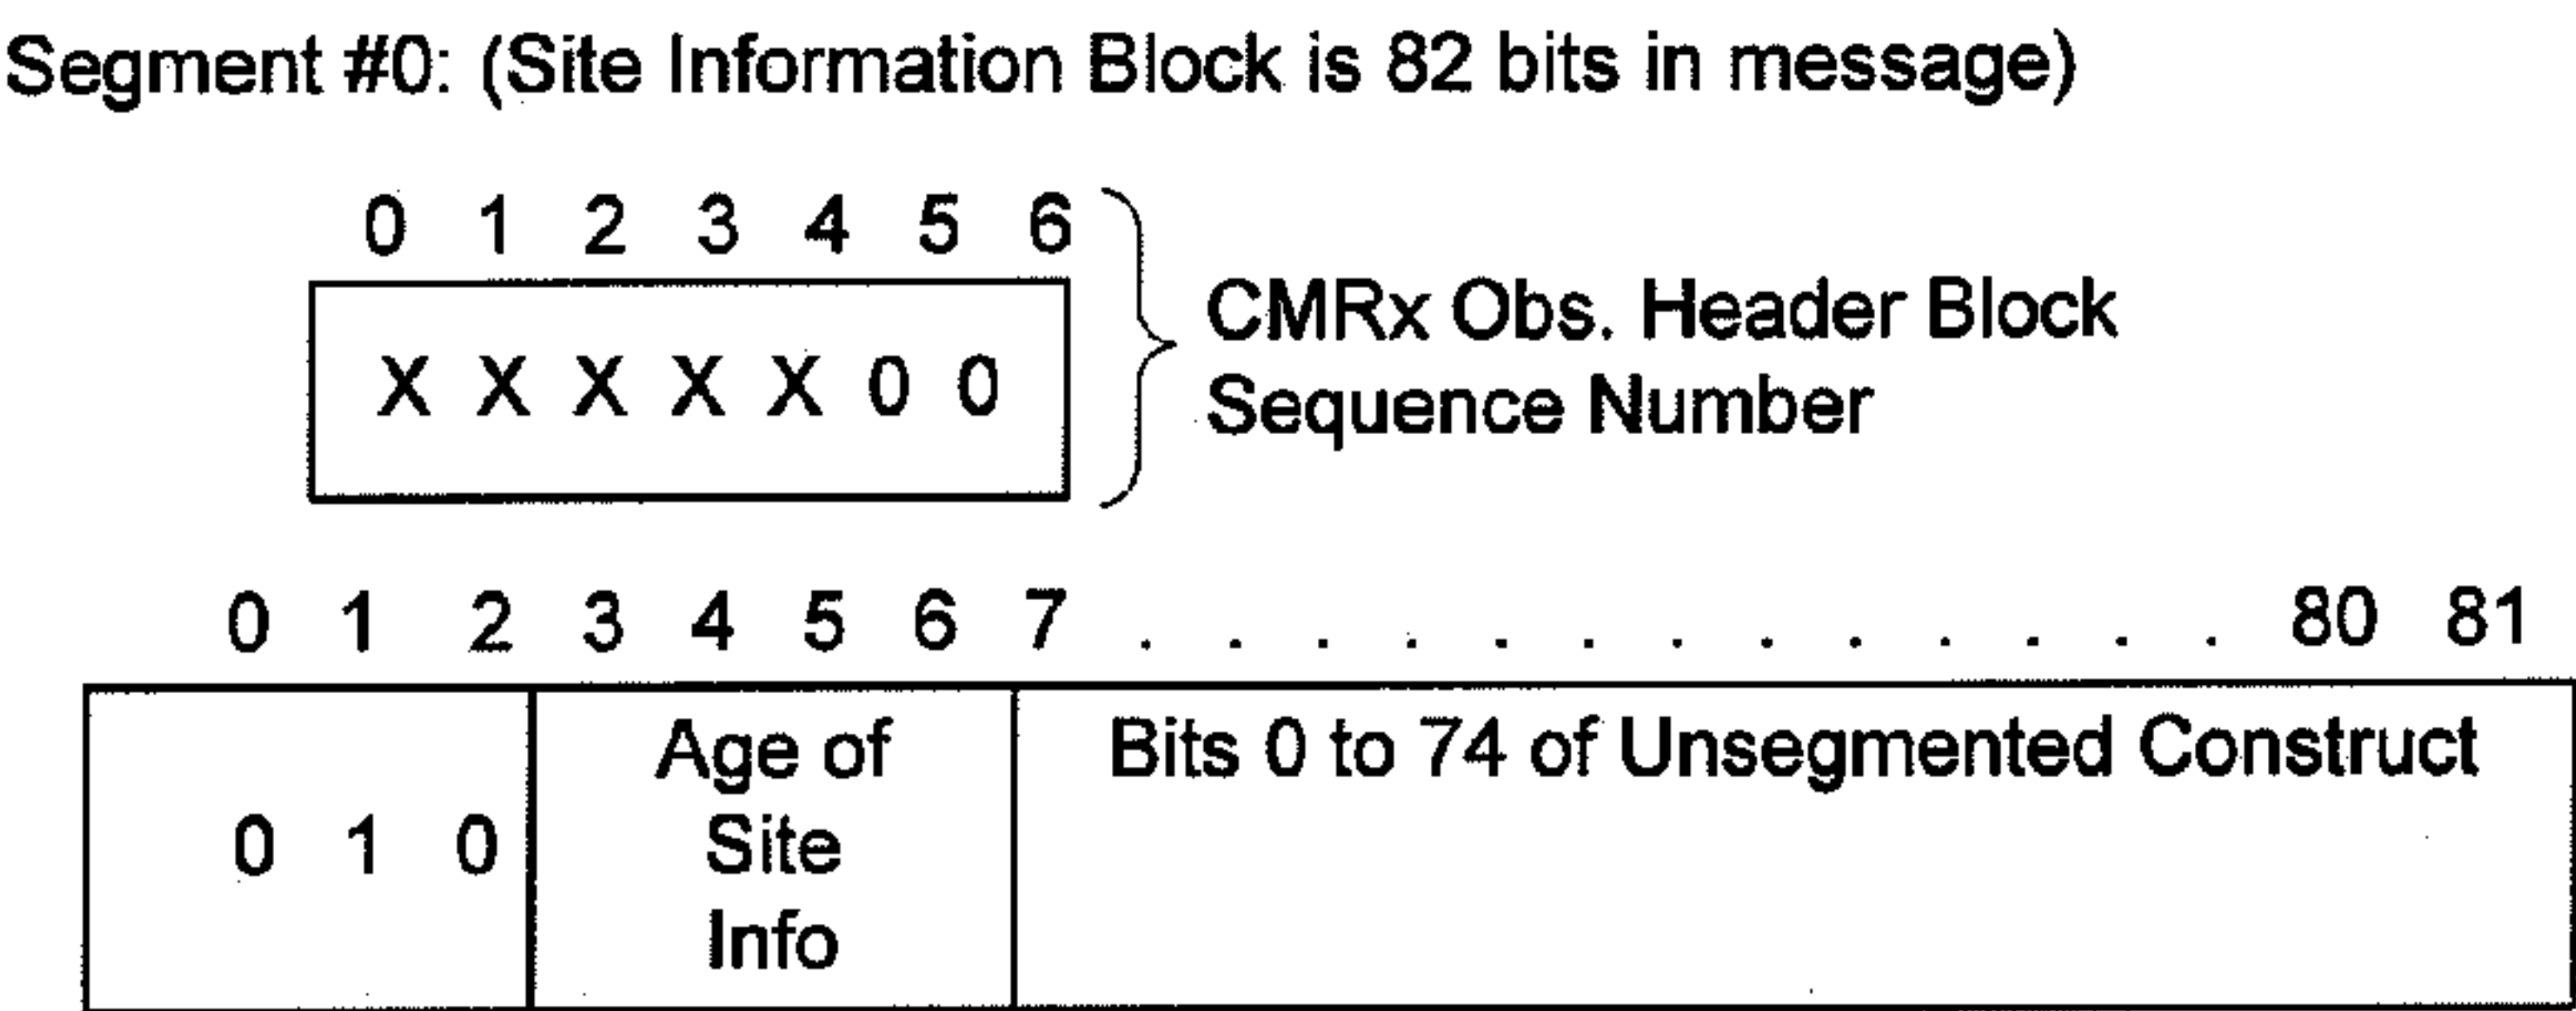 Segment #0: (Site Information Block is 82 bits in message)
0 1 2 3 4 5 6
X X X X X 0 0
CMRx Obs. Header Block
Sequence Number
0 1 2 3 4 5 6 7 . . . . . . . . . . . . . 80 81
0 1 0
Age of
Site
Info
Bits 0 to 74 of Unsegmented Construct